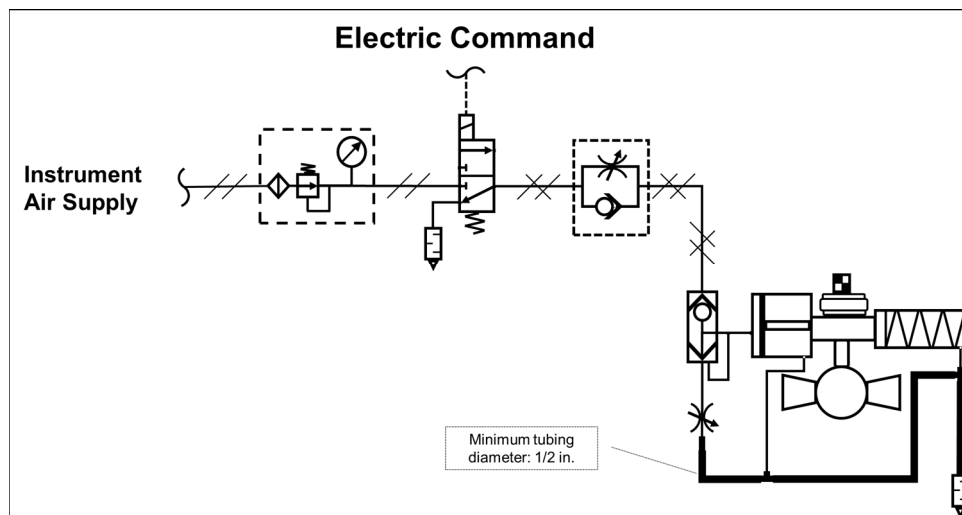 Electric Command
Instrument
Air Supply
Minimum tubing
diameter: 1/2 in.